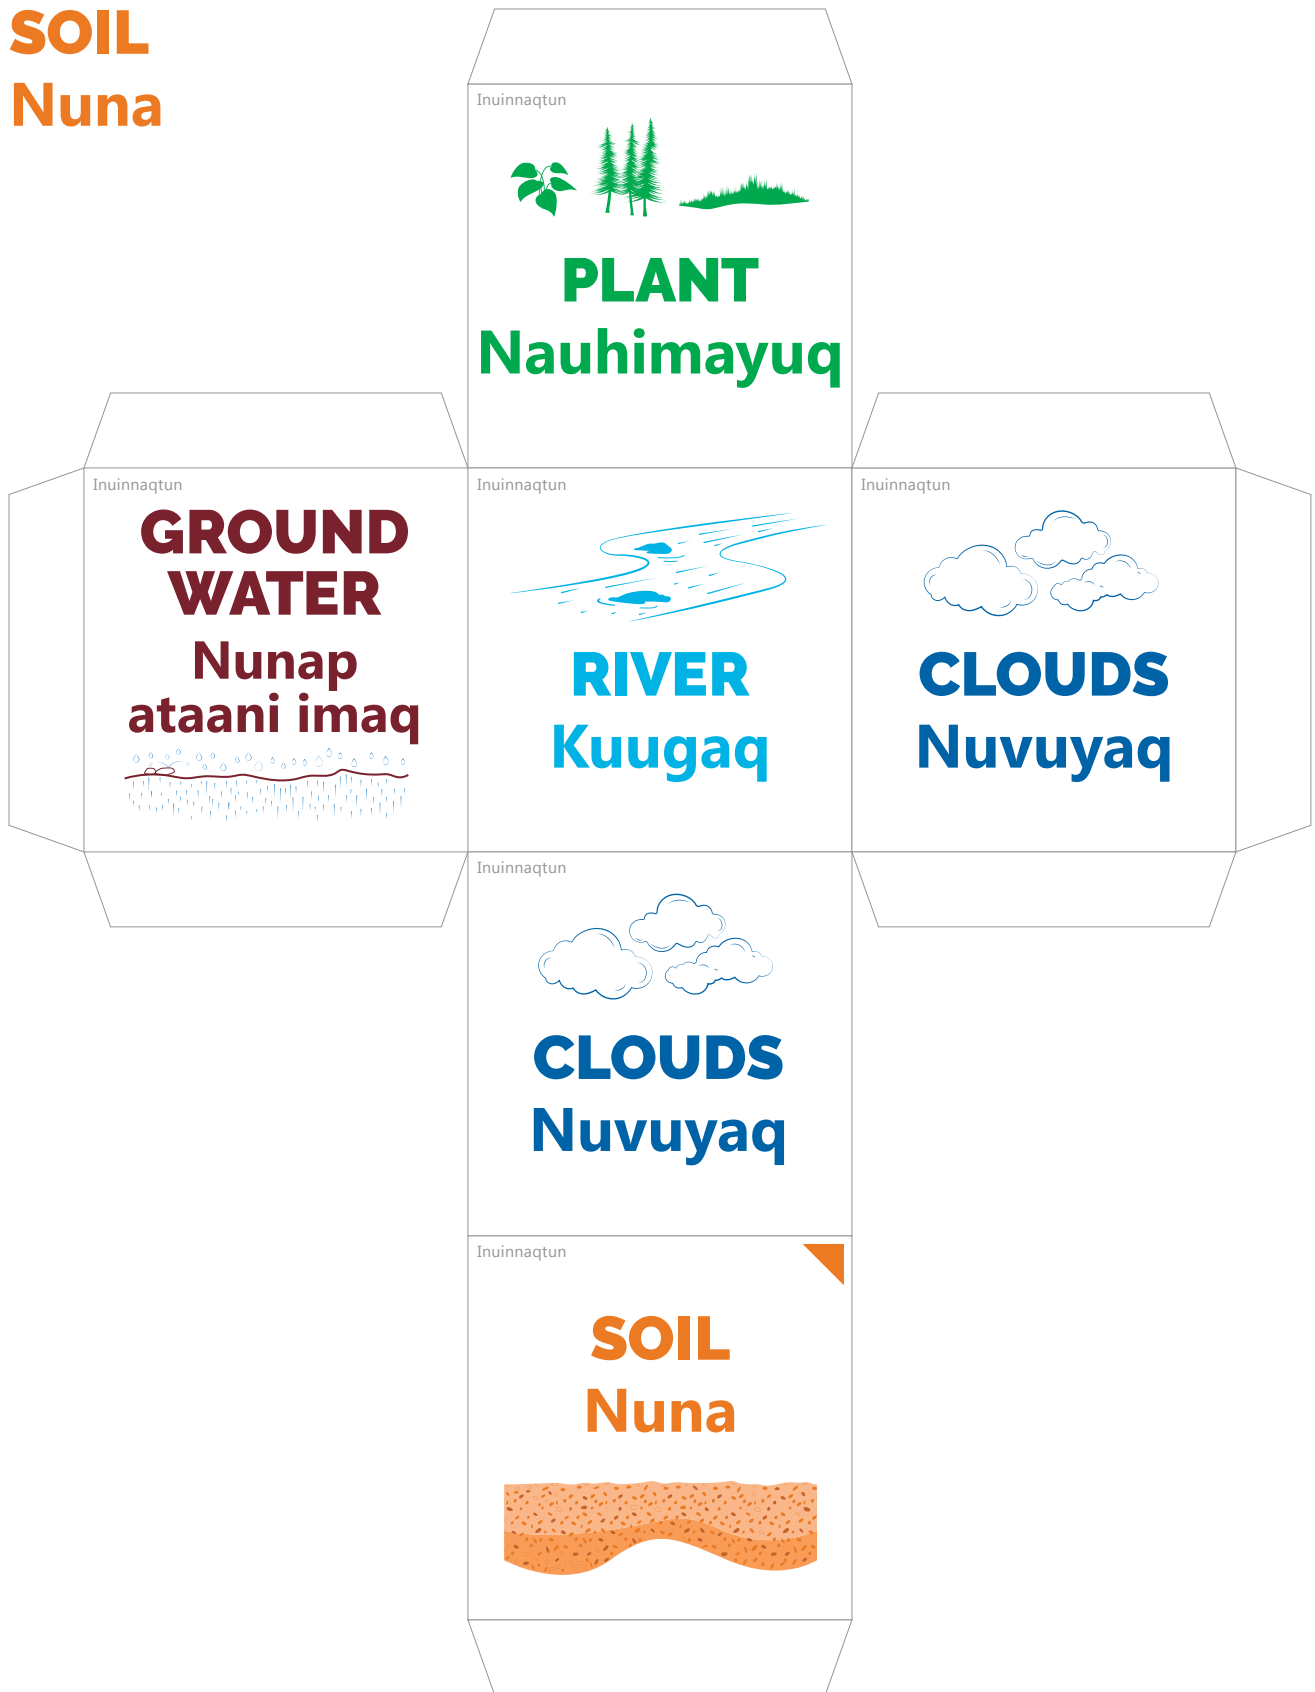 SOIL
Nuna
Inuinnaqtun
PLANT
Nauhimayuq
Inuinnaqtun
GROUND
WATER
Nunap
ataani imaq
Inuinnaqtun
RIVER
Kuugaq
Inuinnaqtun
CLOUDS
Nuvuyaq
Inuinnaqtun
CLOUDS
Nuvuyaq
Inuinnaqtun
SOIL
Nuna